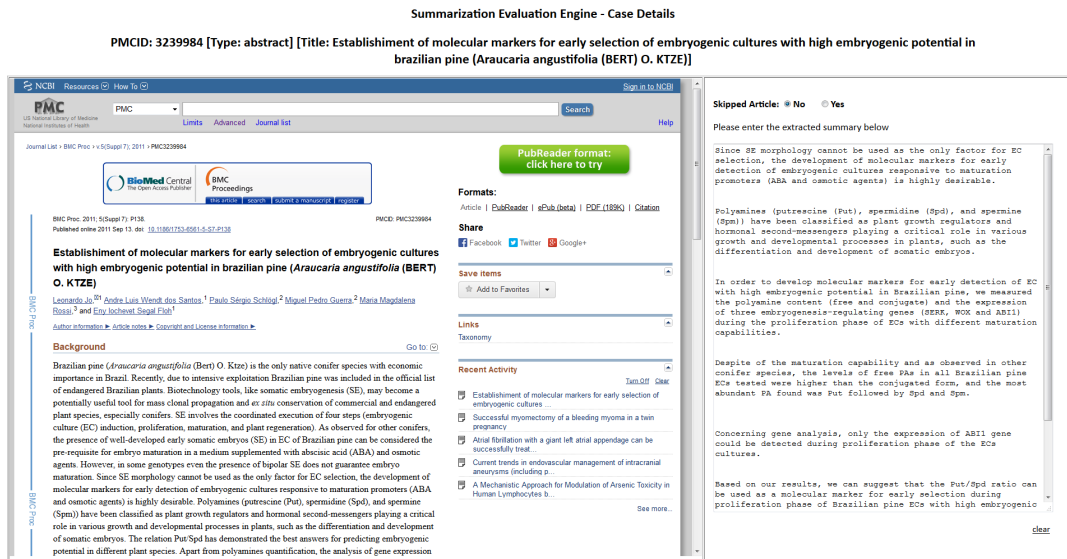 Summarization Evaluation Engine - Case Details
PMCID: 3239984 [Type: abstract] [Title: Establishiment of molecular markers for early selection of embryogenic cultures with high embryogenic potential in
brazilian pine (Araucaria angustifolia (BERT) O. KTZE)]
NCBI Resources How To Sign in to NCBI
PMC
US National Library of Medicine
National Institutes of Health
PMC
Search
Limits Advanced Journal list Help
Journal List > BMC Proc > v.5(Suppl 7); 2011 > PMC3239984
BioMed Central
The Open Access Publisher
BMC
Proceedings
this article search submit a manuscript register
BMC Proc. 2011; 5(Suppl 7): P138. PMCID: PMC3239984
Published online 2011 Sep 13. doi: 10.1186/1753-6561-5-S7-P138
Establishiment of molecular markers for early selection of embryogenic cultures
with high embryogenic potential in brazilian pine (Araucaria angustifolia (BERT)
O. KTZE)
Leonardo Jo,1 Andre Luis Wendt dos Santos,1 Paulo Sérgio Schlögl,2 Miguel Pedro Guerra,2 Maria Magdalena
Rossi,3 and Eny Iochevet Segal Floh1
Author information ► Article notes ► Copyright and License information ►
BMC Proc
BMC Proc
Background Go to:
Brazilian pine (Araucaria angustifolia (Bert) O. Ktze) is the only native conifer species with economic
importance in Brazil. Recently, due to intensive exploitation Brazilian pine was included in the official list
of endangered Brazilian plants. Biotechnology tools, like somatic embryogenesis (SE), may become a
potentially useful tool for mass clonal propagation and ex situ conservation of commercial and endangered
plant species, especially conifers. SE involves the coordinated execution of four steps (embryogenic
culture (EC) induction, proliferation, maturation, and plant regeneration). As observed for other conifers,
the presence of well-developed early somatic embryos (SE) in EC of Brazilian pine can be considered the
pre-requisite for embryo maturation in a medium supplemented with abscisic acid (ABA) and osmotic
agents. However, in some genotypes even the presence of bipolar SE does not guarantee embryo
maturation. Since SE morphology cannot be used as the only factor for EC selection, the development of
molecular markers for early detection of embryogenic cultures responsive to maturation promoters (ABA
and osmotic agents) is highly desirable. Polyamines (putrescine (Put), spermidine (Spd), and spermine
(Spm)) have been classified as plant growth regulators and hormonal second-messengers playing a critical
role in various growth and developmental processes in plants, such as the differentiation and development
of somatic embryos. The relation Put/Spd has demonstrated the best answers for predicting embryogenic
potential in different plant species. Apart from polyamines quantification, the analysis of gene expression
PubReader format:
click here to try
Formats:
Article | PubReader | ePub (beta) | PDF (189K) | Citation
Share
Facebook Twitter Google+
Save items
Add to Favorites
Links
Taxonomy
Recent Activity
Turn Off Clear
Establishment of molecular markers for early selection of
embryogenic cultures ...
Successful myomectomy of a bleeding myoma in a twin
pregnancy
Atrial fibrillation with a giant left atrial appendage can be
successfully treat...
Current trends in endovascular management of intracranial
aneurysms (including p...
A Mechanistic Approach for Modulation of Arsenic Toxicity in
Human Lymphocytes b...
See more...
Skipped Article: No Yes
Please enter the extracted summary below
Since SE morphology cannot be used as the only factor for EC
selection, the development of molecular markers for early
detection of embryogenic cultures responsive to maturation
promoters (ABA and osmotic agents) is highly desirable.
Polyamines (putrescine (Put), spermidine (Spd), and spermine
(Spm)) have been classified as plant growth regulators and
hormonal second-messengers playing a critical role in various
growth and developmental processes in plants, such as the
differentiation and development of somatic embryos.
In order to develop molecular markers for early detection of EC
with high embryogenic potential in Brazilian pine, we measured
the polyamine content (free and conjugate) and the expression
of three embryogenesis-regulating genes (SERK, WOX and ABI1)
during the proliferation phase of ECs with different maturation
capabilities.
Despite of the maturation capability and as observed in other
conifer species, the levels of free PAs in all Brazilian pine
ECs tested were higher than the conjugated form, and the most
abundant PA found was Put followed by Spd and Spm.
Concerning gene analysis, only the expression of ABI1 gene
could be detected during proliferation phase of the ECs
cultures.
Based on our results, we can suggest that the Put/Spd ratio can
be used as a molecular marker for early selection during
proliferation phase of Brazilian pine ECs with high embryogenic
clear